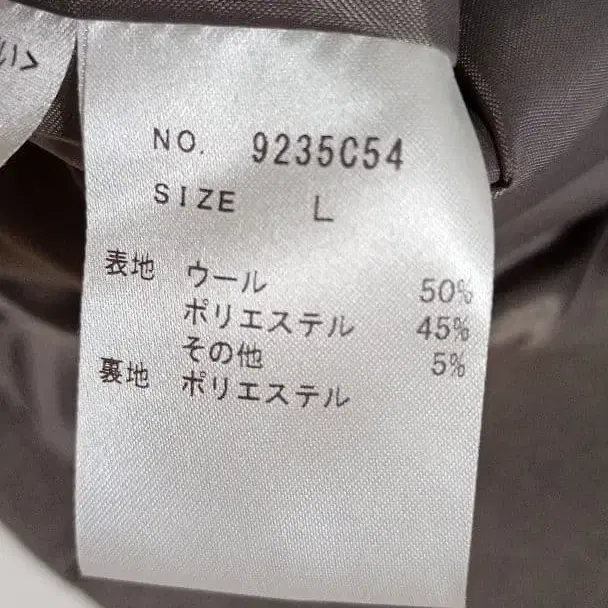 い>
NO. 9235C54
SIZE L
表地 ウール 50%
ポリエステル 45%
その他 5%
裏地 ポリエステル